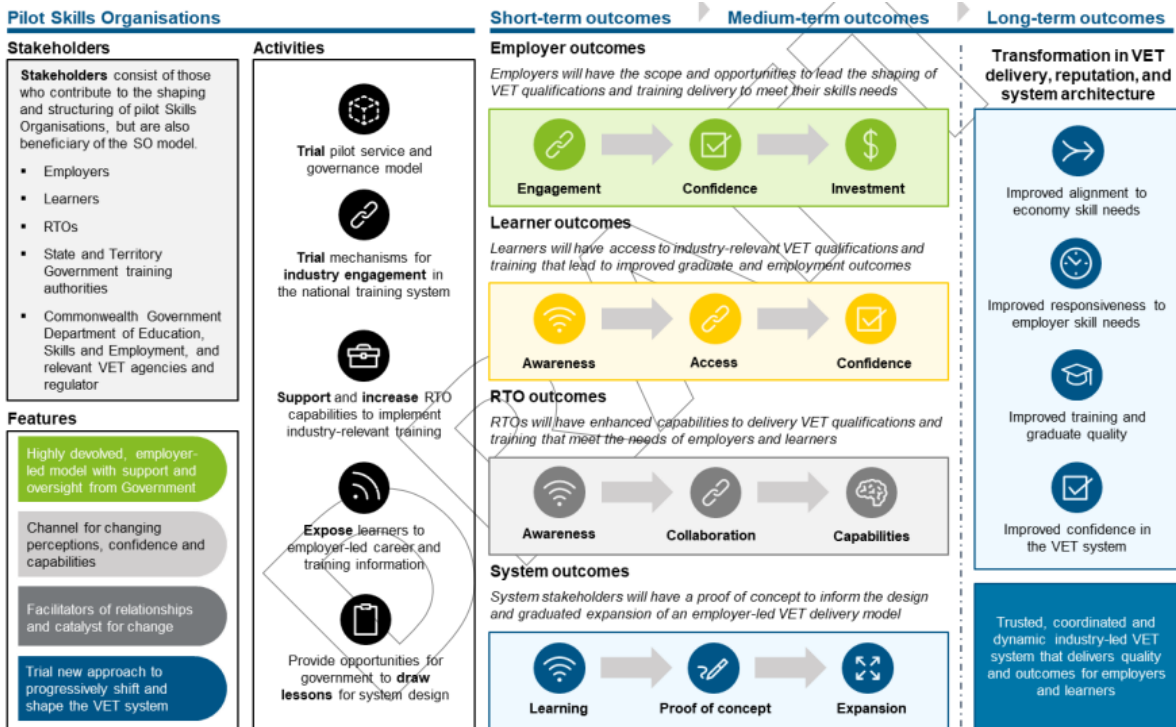 Pilot Skills Organisations
Stakeholders
Stakeholders consist of those
who contribute to the shaping
and structuring of pilot Skills
Organisations, but are also
beneficiary of the SO model.
▪ Employers
▪ Learners
▪ RTOs
▪ State and Territory
Government training
authorities
▪ Commonwealth Government
Department of Education,
Skills and Employment, and
relevant VET agencies and
regulator
Features
Highly devolved, employer-
led model with support and
oversight from Government
Channel for changing
perceptions, confidence and
capabilities
Facilitators of relationships
and catalyst for change
Trial new approach to
progressively shift and
shape the VET system
Activities
Trial pilot service and
governance model
Trial mechanisms for
industry engagement in
the national training system
Support and increase RTO
capabilities to implement
industry-relevant training
Expose learners to
employer-led career and
training information
Provide opportunities for
government to draw
lessons for system design
Short-term outcomes
Medium-term outcomes
Long-term outcomes
Employer outcomes
Employers will have the scope and opportunities to lead the shaping of
VET qualifications and training delivery to meet their skills needs
Engagement
Confidence
Investment
Learner outcomes
Learners will have access to industry-relevant VET qualifications and
training that lead to improved graduate and employment outcomes
Awareness
Access
Confidence
RTO outcomes
RTOs will have enhanced capabilities to delivery VET qualifications and
training that meet the needs of employers and learners
Awareness
Collaboration
Capabilities
System outcomes
System stakeholders will have a proof of concept to inform the design
and graduated expansion of an employer-led VET delivery model
Learning
Proof of concept
Expansion
Transformation in VET
delivery, reputation, and
system architecture
Improved alignment to
economy skill needs
Improved responsiveness to
employer skill needs
Improved training and
graduate quality
Improved confidence in
the VET system
Trusted, coordinated and
dynamic industry-led VET
system that delivers quality
and outcomes for employers
and learners
DRAFT